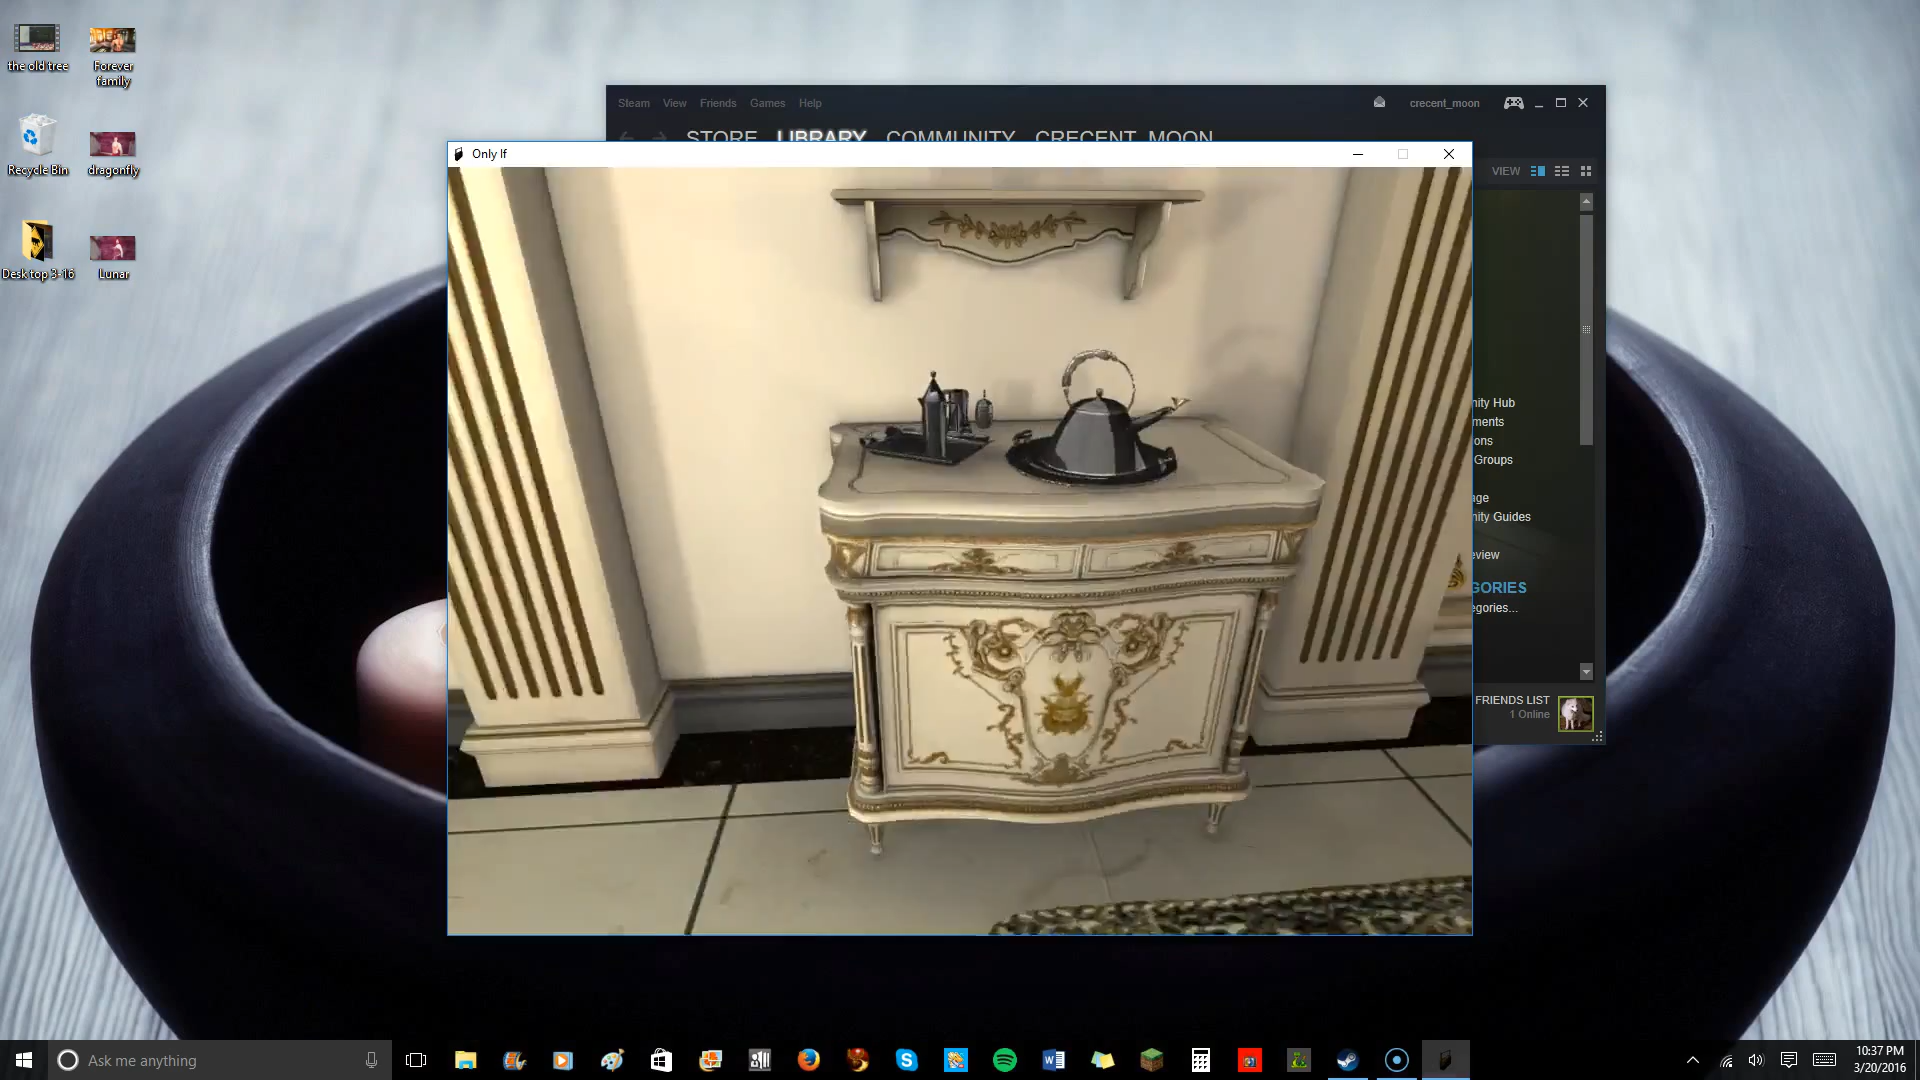 the old tree
Forever
family
Recycle Bin
dragonfly
Desk top 3-16
Lunar
Steam View Friends Games Help
crecent_moon
STORE LIBRARY COMMUNITY CRECENT_MOON
Only If
VIEW
nity Hub
ments
ons
Groups
age
nity Guides
eview
GORIES
egories...
FRIENDS LIST
1 Online
Ask me anything
10:37 PM
3/20/2016